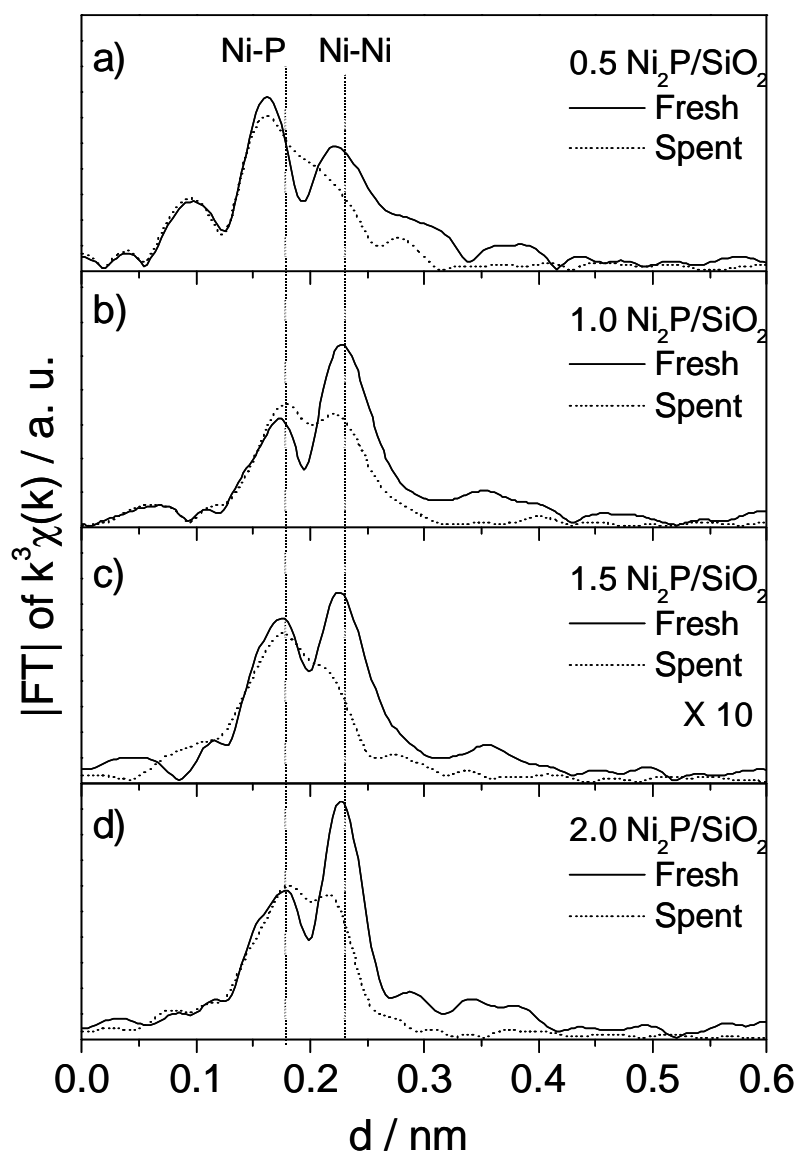 Ni-P Ni-Ni
a)
0.5 Ni₂P/SiO₂
Fresh
Spent
b)
1.0 Ni₂P/SiO₂
Fresh
Spent
|FT| of k³χ(k) / a. u.
c)
1.5 Ni₂P/SiO₂
Fresh
Spent
X 10
d)
2.0 Ni₂P/SiO₂
Fresh
Spent
0.0 0.1 0.2 0.3 0.4 0.5 0.6
d / nm